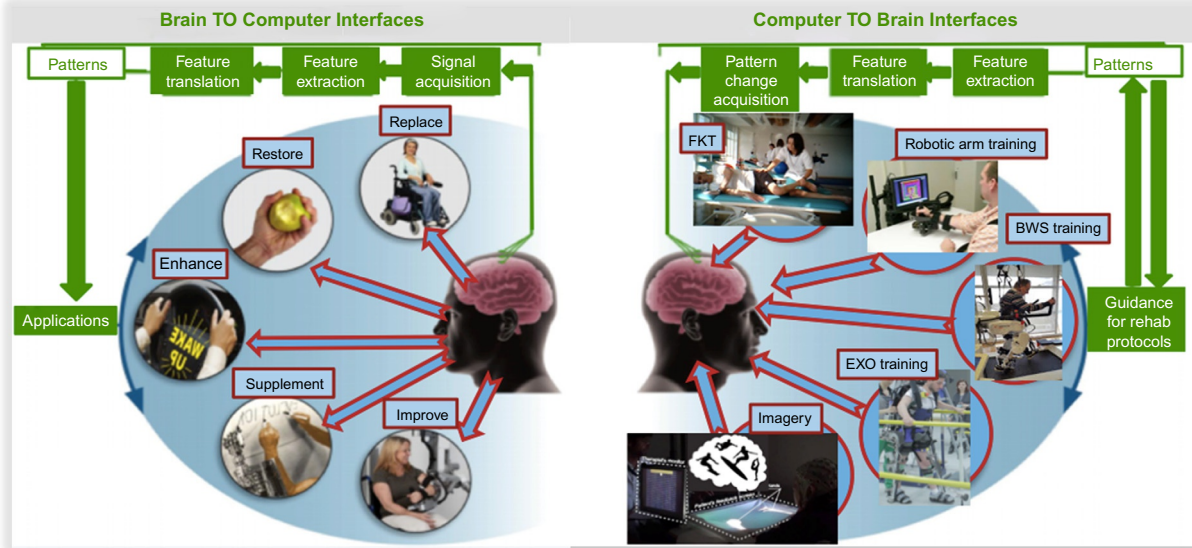 Brain TO Computer Interfaces
Patterns
Feature
translation
Feature
extraction
Signal
acquisition
Replace
Restore
Enhance
WAKE
UP
Applications
Supplement
Improve
Computer TO Brain Interfaces
Pattern
change
acquisition
Feature
translation
Feature
extraction
Patterns
FKT
Robotic arm training
BWS training
Guidance
for rehab
protocols
EXO training
Imagery